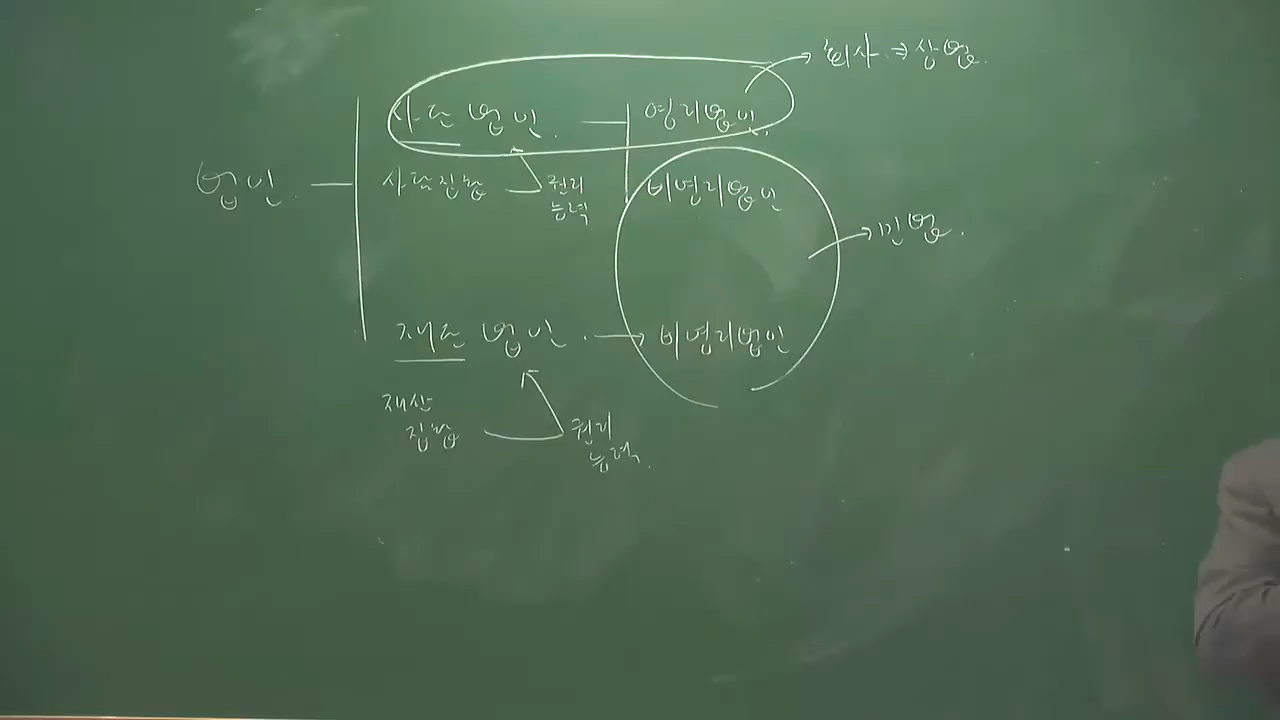 회사 ⇒ 상법.
사단 법인. 영리법인.
법인. 사람집합 권리 비영리법인
능력
민법.
재단 법인. → 비영리법인
재산
집합 권리
능력.